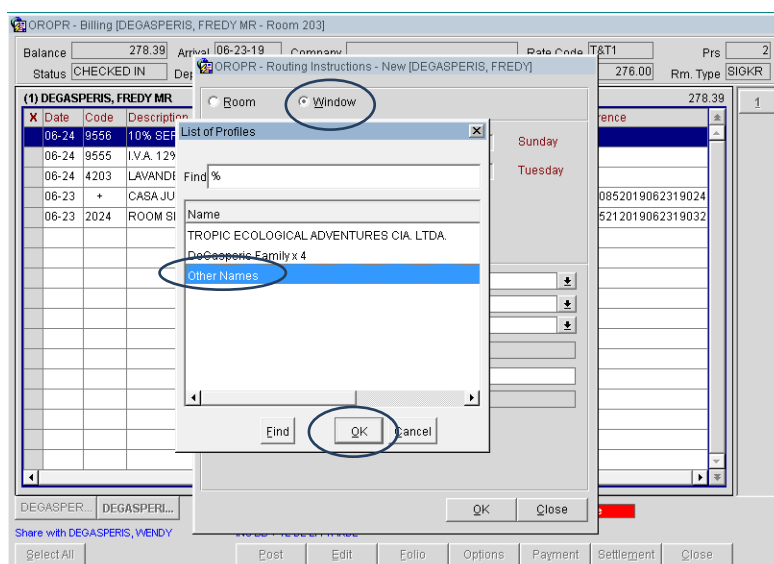 OROPR - Billing [DEGASPERIS, FREDY MR - Room 203]
Balance 278.39 Arrival 06-23-19 Company Rate Code T&T1 Prs 2
Status CHECKED IN 276.00 Rm. Type SIGKR
OROPR - Routing Instructions - New [DEGASPERIS, FREDY]
Room Window
(1) DEGASPERIS, FREDY MR 278.39 1
X Date Code Description
06-24 9556 10% SER
06-24 9555 I.V.A. 12%
06-24 4203 LAVANDE
06-23 + CASA JU 0852019062319024
06-23 2024 ROOM SE 5212019062319032
Sunday
Tuesday
List of Profiles
Find %
Name
TROPIC ECOLOGICAL ADVENTURES CIA. LTDA.
DeGasperis Family x 4
Other Names
Find OK Cancel
OK Close
DEGASPER... DEGASPERI...
Share with DEGASPERIS, WENDY
Select All Post Edit Folio Options Payment Settlement Close